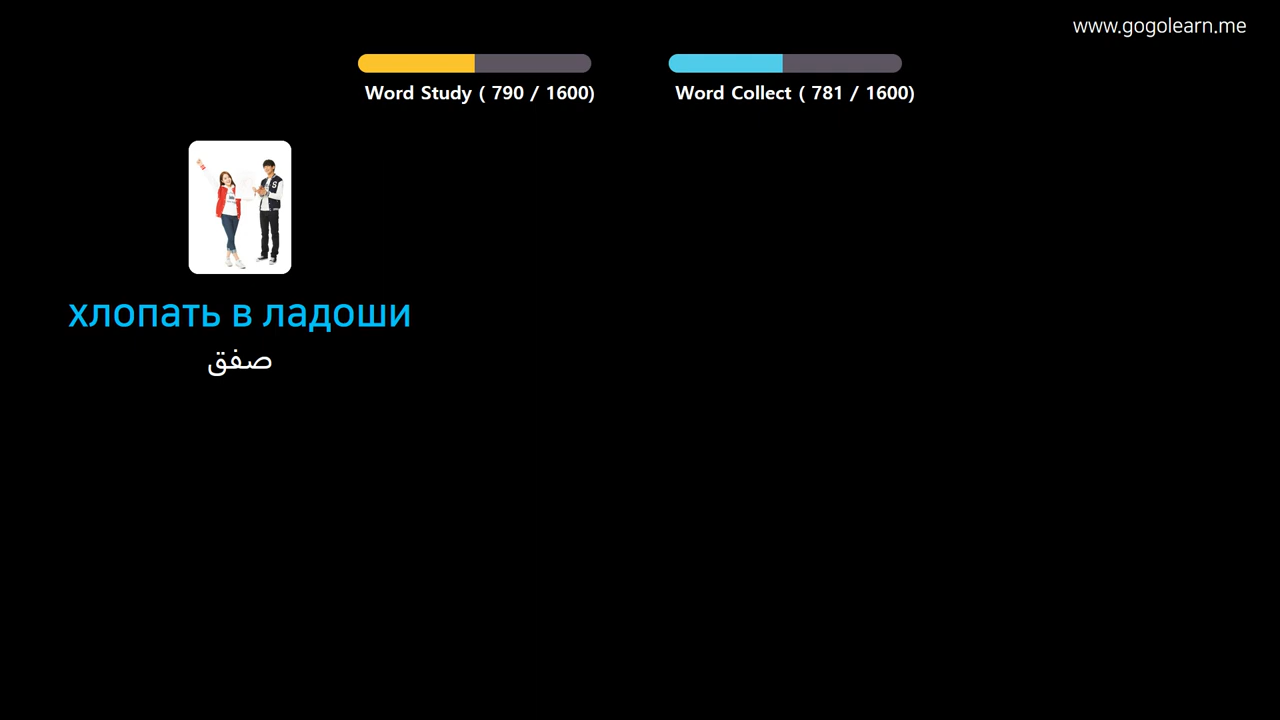 www.gogolearn.me
Word Study ( 790 / 1600)
Word Collect ( 781 / 1600)
хлопать в ладоши
صفق